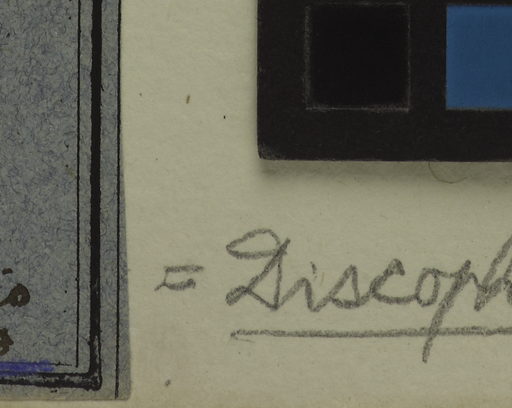 = Discoph